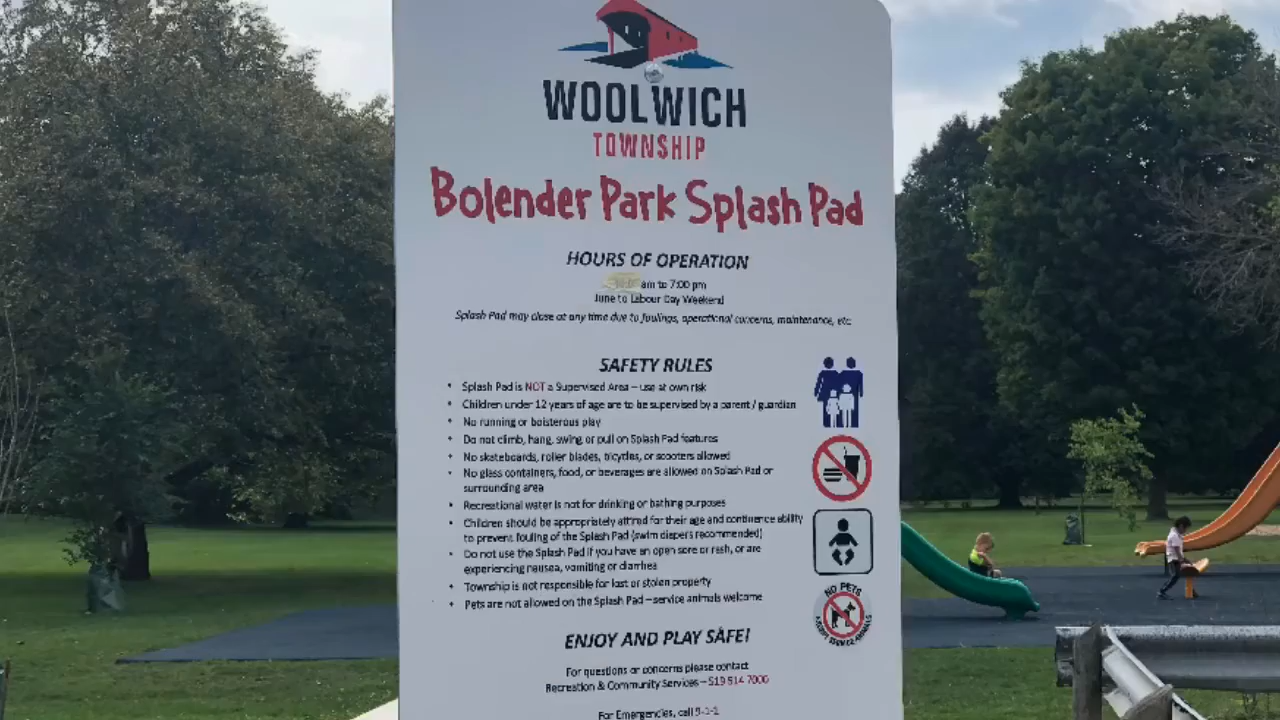 WOOLWICH
TOWNSHIP
Bolender Park Splash Pad
HOURS OF OPERATION
am to 7:00 pm
June to Labour Day Weekend
Splash Pad may close at any time due to foulings, operational concerns, maintenance, etc.
SAFETY RULES
• Splash Pad is NOT a Supervised Area – use at own risk
• Children under 12 years of age are to be supervised by a parent / guardian
• No running or boisterous play
• Do not climb, hang, swing or pull on Splash Pad features
• No skateboards, roller blades, bicycles, or scooters allowed
• No glass containers, food, or beverages are allowed on Splash Pad or
surrounding area
• Recreational water is not for drinking or bathing purposes
• Children should be appropriately attired for their age and continence ability
to prevent fouling of the Splash Pad (swim diapers recommended)
• Do not use the Splash Pad if you have an open sore or rash, or are
experiencing nausea, vomiting or diarrhea
• Township is not responsible for lost or stolen property
• Pets are not allowed on the Splash Pad – service animals welcome
NO PETS
EXCEPT SERVICE ANIMALS
ENJOY AND PLAY SAFE!
For questions or concerns please contact
Recreation & Community Services – 519 514 7000
For Emergencies, call 9-1-1